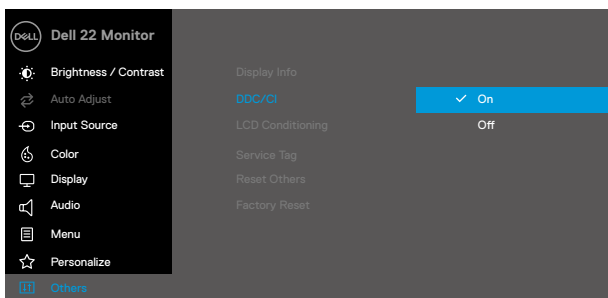 DELL Dell 22 Monitor
Brightness / Contrast
Display Info
Auto Adjust
DDC/CI
On
Input Source
LCD Conditioning
Off
Color
Service Tag
Display
Reset Others
Audio
Factory Reset
Menu
Personalize
Others